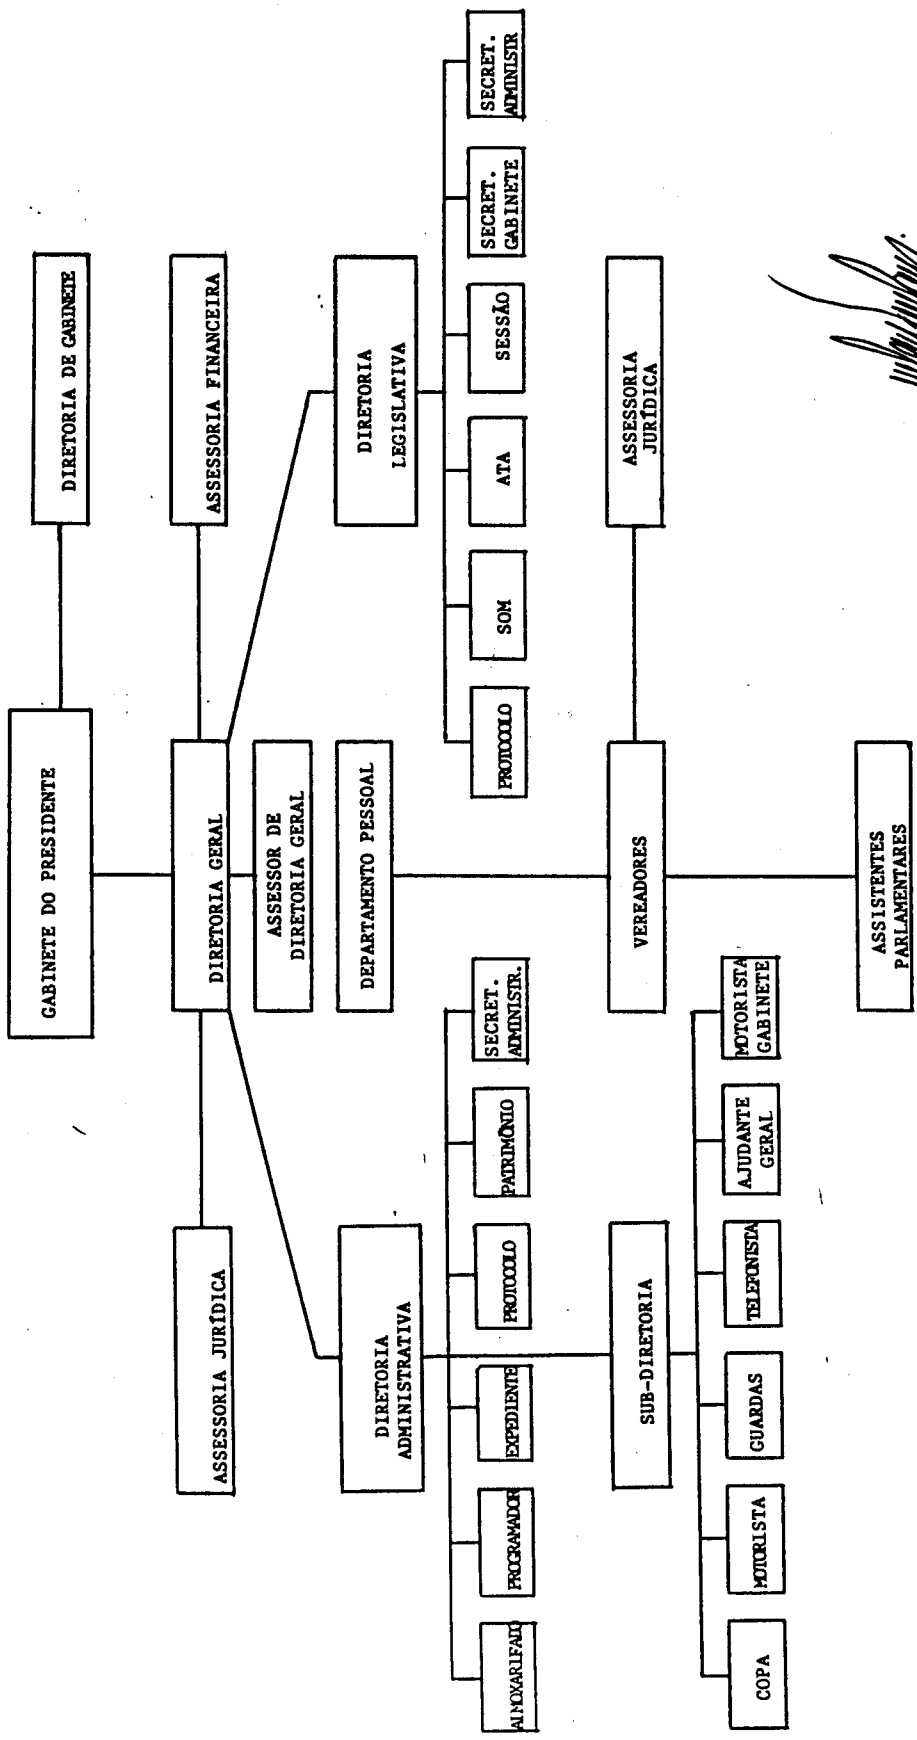 GABINETE DO PRESIDENTE
DIRETORIA DE GABINETE
ASSESSORIA JURÍDICA
DIRETORIA GERAL
ASSESSORIA FINANCEIRA
ASSESSOR DE
DIRETORIA GERAL
DIRETORIA
ADMINISTRATIVA
DEPARTAMENTO PESSOAL
DIRETORIA
LEGISLATIVA
ALMOXARIFADO
PROGRAMADOR
EXPEDIENTE
PROTOCOLO
PATRIMÔNIO
SECRET.
ADMINISTR.
PROTOCOLO
SOM
ATA
SESSÃO
SECRET.
GABINETE
SECRET.
ADMINISTR
SUB-DIRETORIA
VEREADORES
ASSESSORIA
JURÍDICA
COPA
MOTORISTA
GUARDAS
TELEFONISTA
AJUDANTE
GERAL
MOTORISTA
GABINETE
ASSISTENTES
PARLAMENTARES